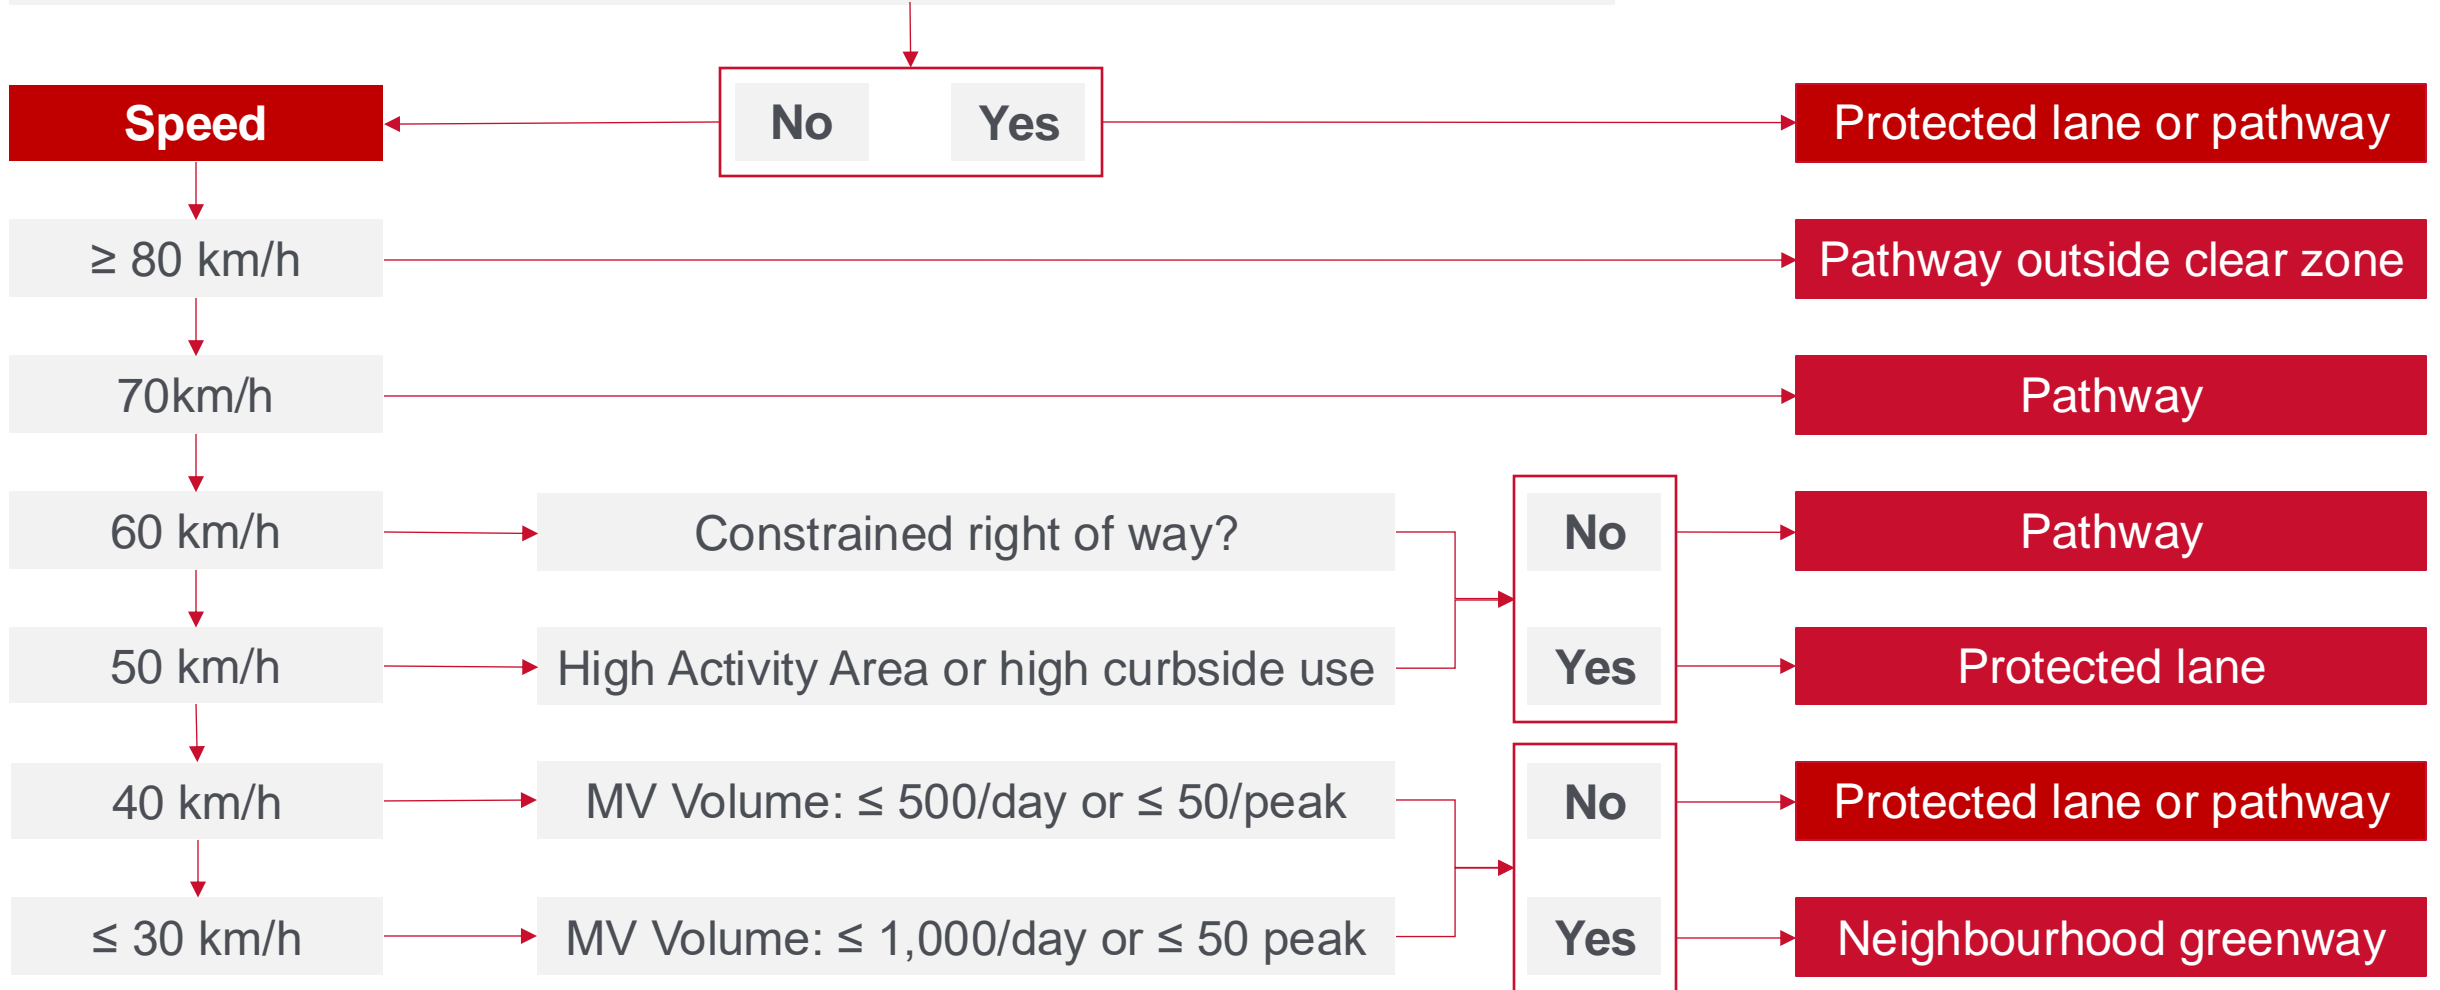 Speed
No
Yes
Protected lane or pathway
≥ 80 km/h
Pathway outside clear zone
70km/h
Pathway
60 km/h
Constrained right of way?
No
Pathway
50 km/h
High Activity Area or high curbside use
Yes
Protected lane
40 km/h
MV Volume: ≤ 500/day or ≤ 50/peak
No
Protected lane or pathway
≤ 30 km/h
MV Volume: ≤ 1,000/day or ≤ 50 peak
Yes
Neighbourhood greenway